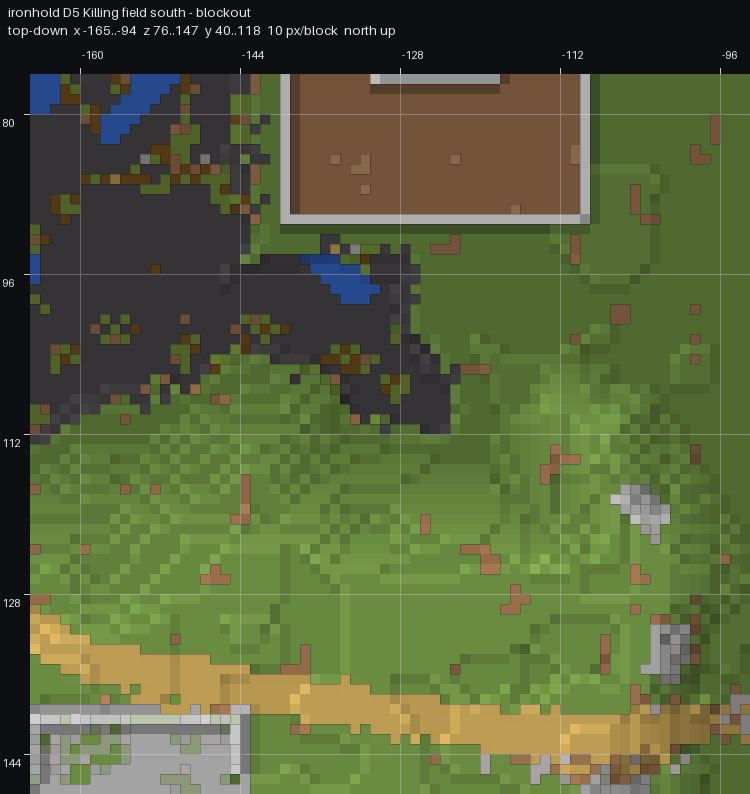 ironhold D5 Killing field south - blockout
top-down  x -165..-94  z 76..147  y 40..118  10 px/block  north up
-160 -144 -128 -112 -96
80
96
112
128
144